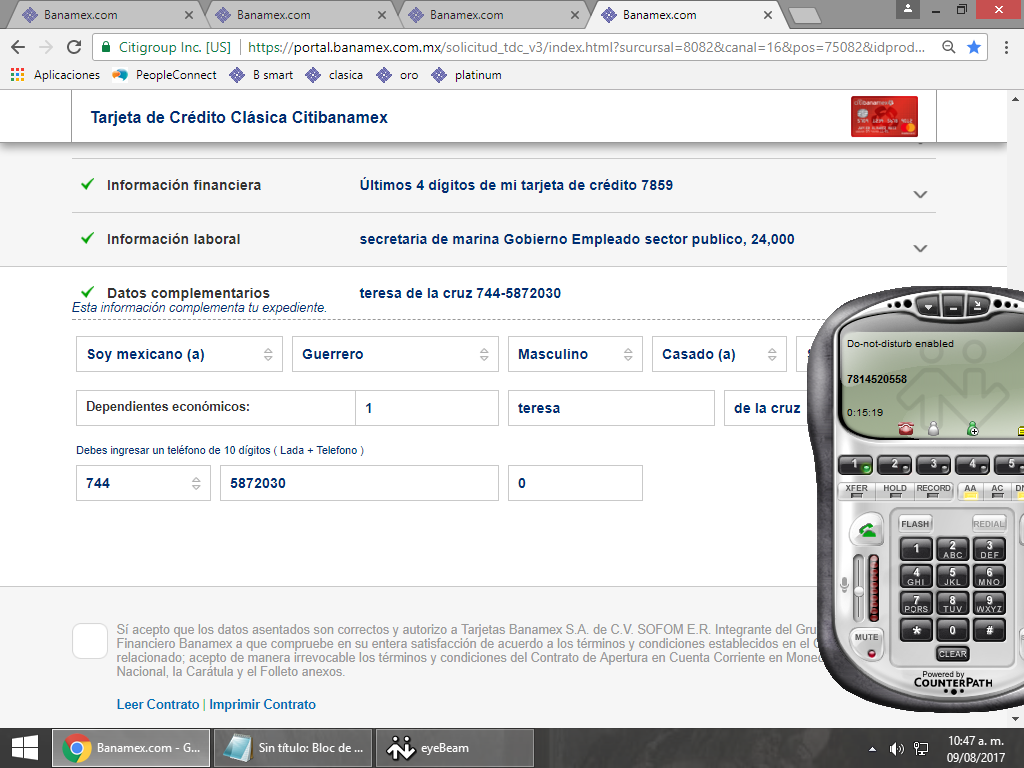 Banamex.com
Banamex.com
Banamex.com
Banamex.com
Citigroup Inc. [US]
https://portal.banamex.com.mx/solicitud_tdc_v3/index.html?surcursal=8082&canal=16&pos=75082&idprod...
Aplicaciones
PeopleConnect
B smart
clasica
oro
platinum
Tarjeta de Crédito Clásica Citibanamex
Información financiera
Últimos 4 dígitos de mi tarjeta de crédito 7859
Información laboral
secretaria de marina Gobierno Empleado sector publico, 24,000
Datos complementarios
teresa de la cruz 744-5872030
Esta información complementa tu expediente.
Soy mexicano (a)
Guerrero
Masculino
Casado (a)
Dependientes económicos:
1
teresa
de la cruz
Debes ingresar un teléfono de 10 dígitos ( Lada + Telefono )
744
5872030
0
Sí acepto que los datos asentados son correctos y autorizo a Tarjetas Banamex S.A. de C.V. SOFOM E.R. Integrante del Gru
Financiero Banamex a que compruebe en su entera satisfacción de acuerdo a los términos y condiciones establecidos en el
relacionado; acepto de manera irrevocable los términos y condiciones del Contrato de Apertura en Cuenta Corriente en Moned
Nacional, la Carátula y el Folleto anexos.
Leer Contrato | Imprimir Contrato
Do-not-disturb enabled
7814520558
0:15:19
1 2 3 4 5
XFER HOLD RECORD AA AC DN
FLASH
REDIAL
1
2 ABC
3 DEF
4 GHI
5 JKL
6 MNO
7 PQRS
8 TUV
9 WXYZ
*
0
#
MUTE
CLEAR
Powered by
COUNTERPATH
Banamex.com - G...
Sin título: Bloc de ...
eyeBeam
10:47 a. m.
09/08/2017